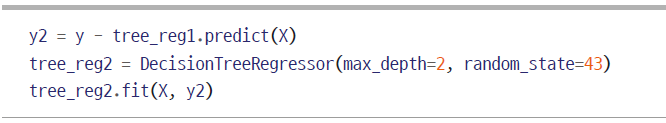 y2 = y - tree_reg1.predict(X)
tree_reg2 = DecisionTreeRegressor(max_depth=2, random_state=43)
tree_reg2.fit(X, y2)